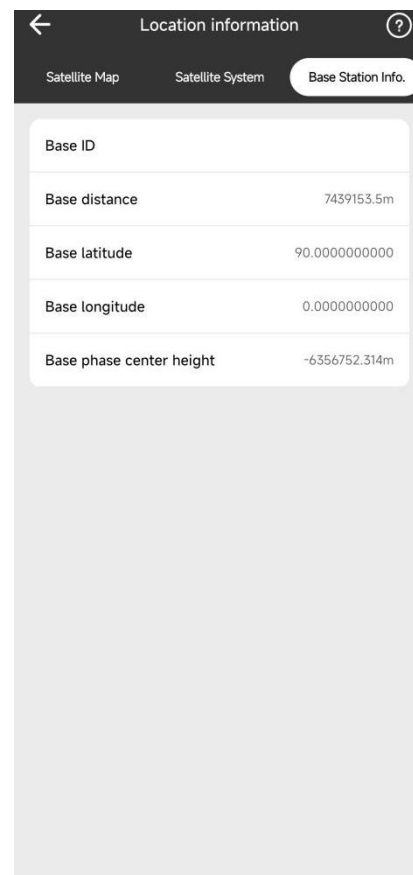 Location information
?
Satellite Map Satellite System Base Station Info.
Base ID
Base distance 7439153.5m
Base latitude 90.0000000000
Base longitude 0.0000000000
Base phase center height -6356752.314m